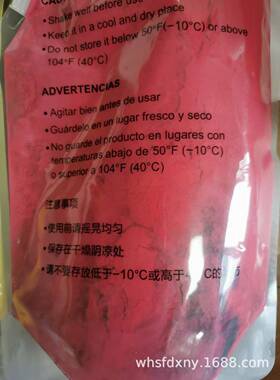 • Shake well before use
• Keep it in a cool and dry place
• Do not store it below 50°F(-10°C) or above
104°F (40°C)
ADVERTENCIAS
• Agitar bien antes de usar
• Guárdelo en un lugar fresco y seco
• No guarde el producto en lugares con
temperaturas abajo de 50°F (-10°C)
o superior a 104°F (40°C)
注意事项
•使用前请摇晃均匀
•保存在干燥阴凉处
•请不要存放低于-10℃或高于
whsfdxny.1688.com